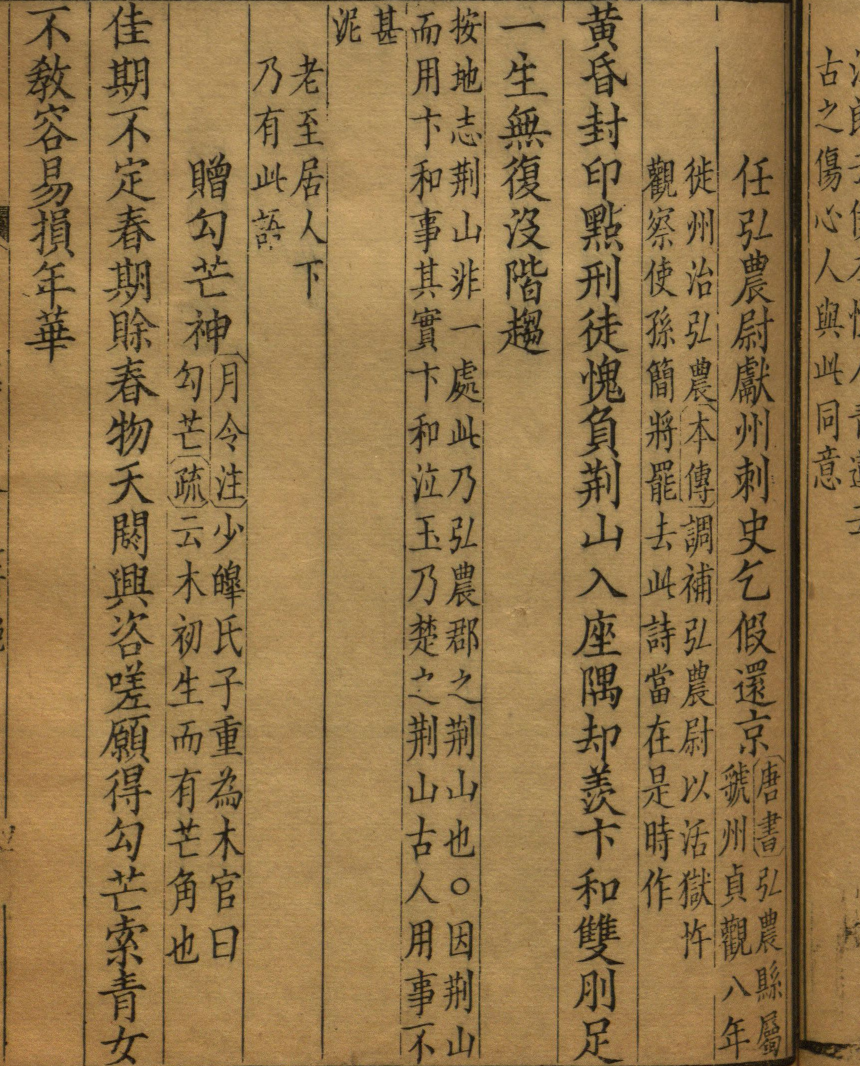 古之傷心人與此同意
任弘農尉獻州刺史乞假還京
唐書弘農縣屬
虢州貞觀八年
徙州治弘農本傳調補弘農尉以活獄忤
觀察使孫簡將罷去此詩當在是時作
黃昏封印點刑徒愧負荆山入座隅却羨卞和雙刖足
一生無復沒階趨
按地志荆山非一處此乃弘農郡之荆山也○因荆山
而用卞和事其實卞和泣玉乃楚之荆山古人用事不
甚
泥
老至居人下
乃有此語
贈勾芒神
月令注少皥氏子重為木官曰
勾芒疏云木初生而有芒角也
佳期不定春期賒春物夭閼興咨嗟願得勾芒索青女
不敎容易損年華